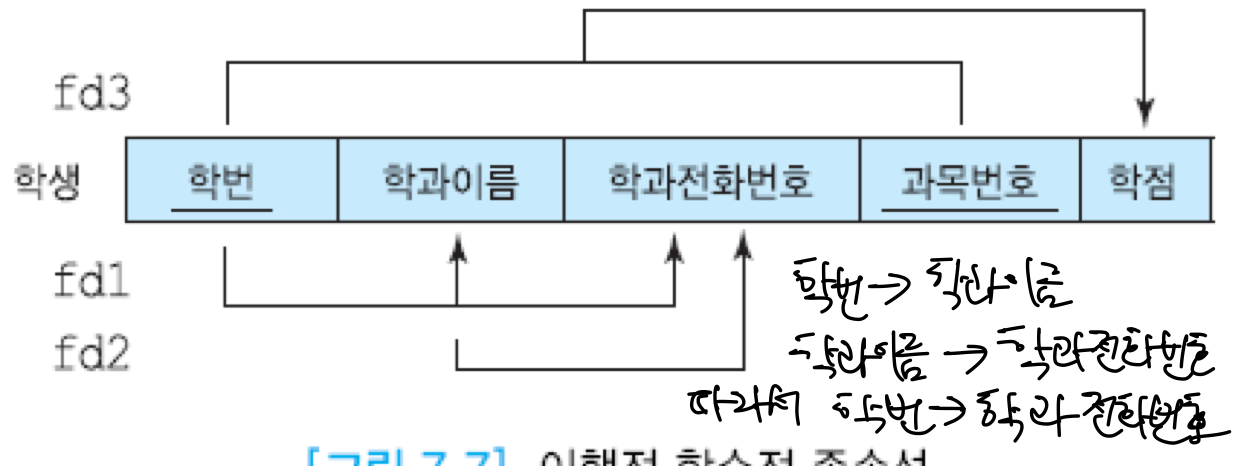 fd3
학생 학번 학과이름 학과전화번호 과목번호 학점
fd1
fd2
학번→ 학과이름
학과이름 → 학과전화번호
따라서 학번→학과전화번호
[그림 7.7] 이행적 함수적 종속성